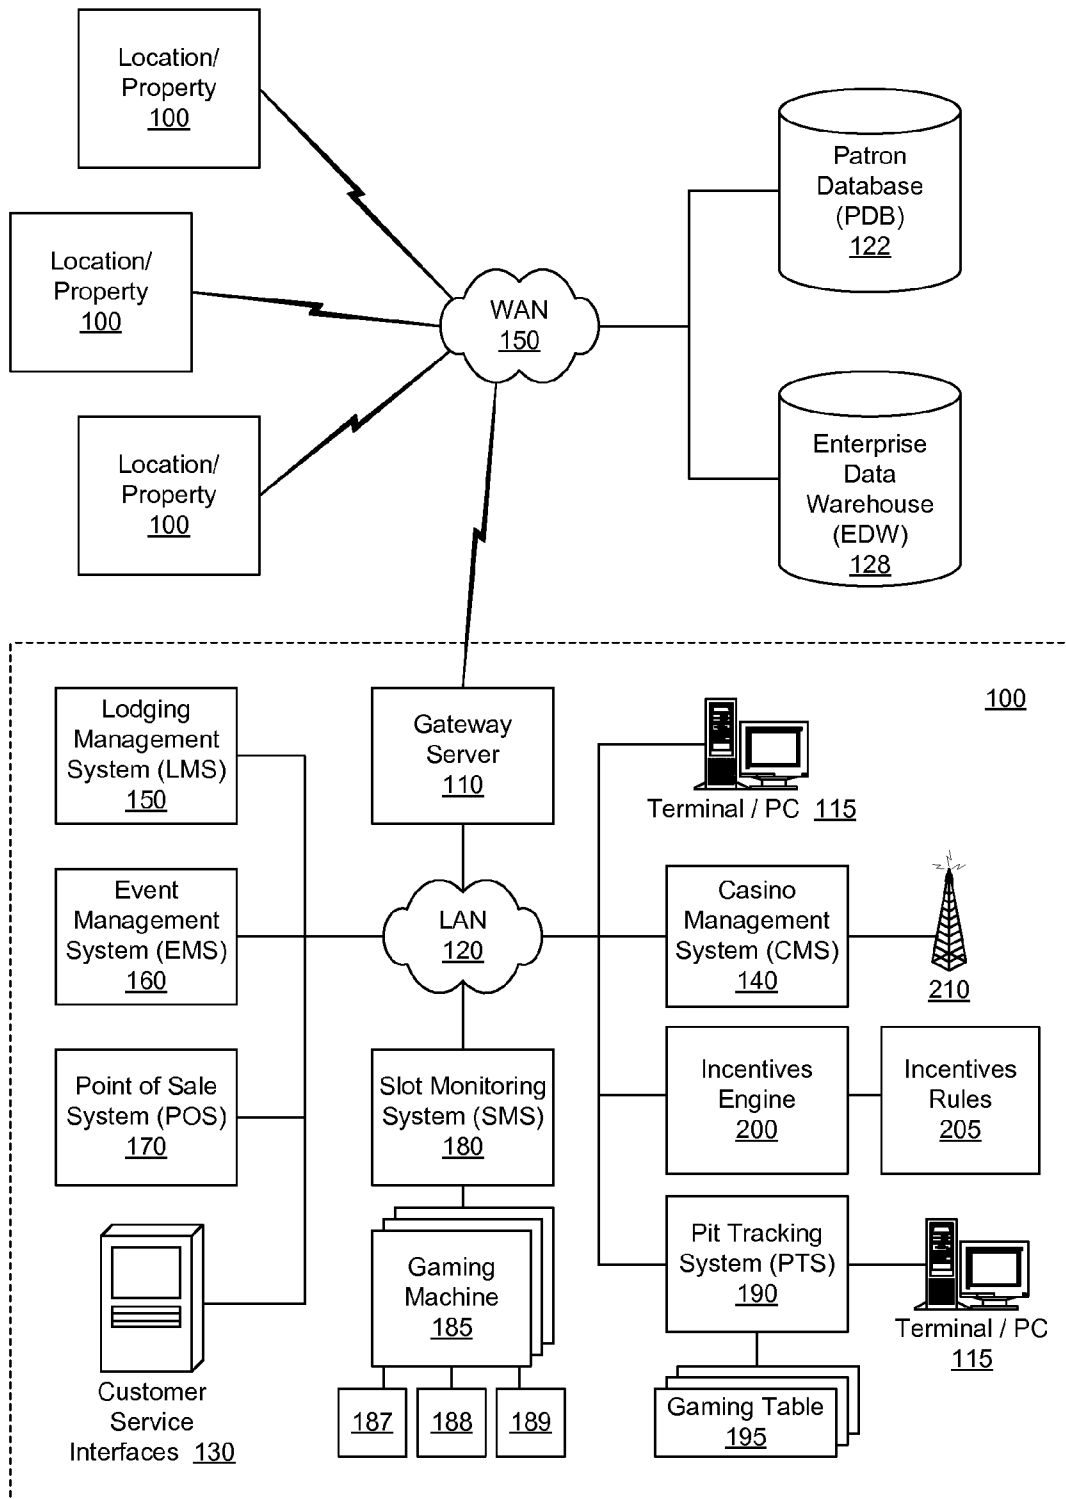 Location/
Property
100
Location/
Property
100
Location/
Property
100
WAN
150
Patron
Database
(PDB)
122
Enterprise
Data
Warehouse
(EDW)
128
100
Lodging
Management
System (LMS)
150
Gateway
Server
110
Terminal / PC 115
Event
Management
System (EMS)
160
LAN
120
Casino
Management
System (CMS)
140
210
Point of Sale
System (POS)
170
Slot Monitoring
System (SMS)
180
Incentives
Engine
200
Incentives
Rules
205
Customer
Service
Interfaces 130
Gaming
Machine
185
187
188
189
Pit Tracking
System (PTS)
190
Terminal / PC
115
Gaming Table
195